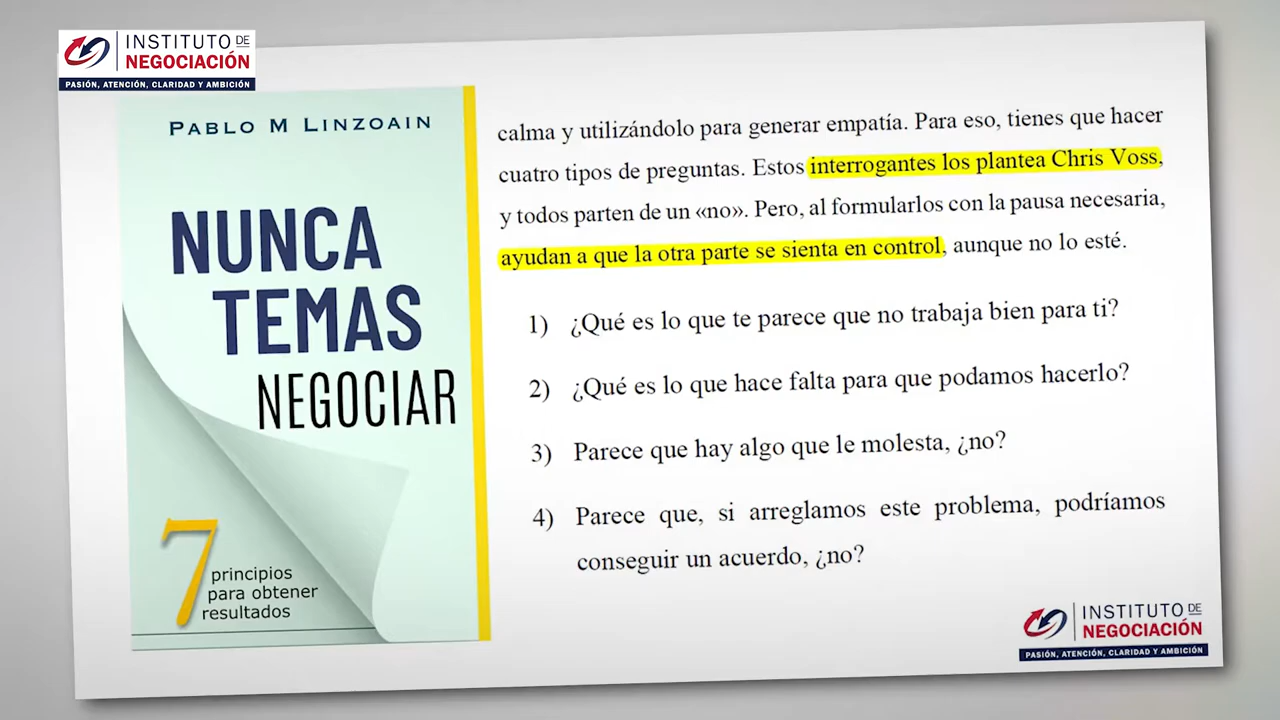 INSTITUTO DE
NEGOCIACIÓN
PASIÓN, ATENCIÓN, CLARIDAD Y AMBICIÓN
PABLO M LINZOAIN
NUNCA
TEMAS
NEGOCIAR
7 principios
para obtener
resultados
calma y utilizándolo para generar empatía. Para eso, tienes que hacer
cuatro tipos de preguntas. Estos interrogantes los plantea Chris Voss,
y todos parten de un «no». Pero, al formularlos con la pausa necesaria,
ayudan a que la otra parte se sienta en control, aunque no lo esté.
1) ¿Qué es lo que te parece que no trabaja bien para ti?
2) ¿Qué es lo que hace falta para que podamos hacerlo?
3) Parece que hay algo que le molesta, ¿no?
4) Parece que, si arreglamos este problema, podríamos
conseguir un acuerdo, ¿no?
INSTITUTO DE
NEGOCIACIÓN
PASIÓN, ATENCIÓN, CLARIDAD Y AMBICIÓN